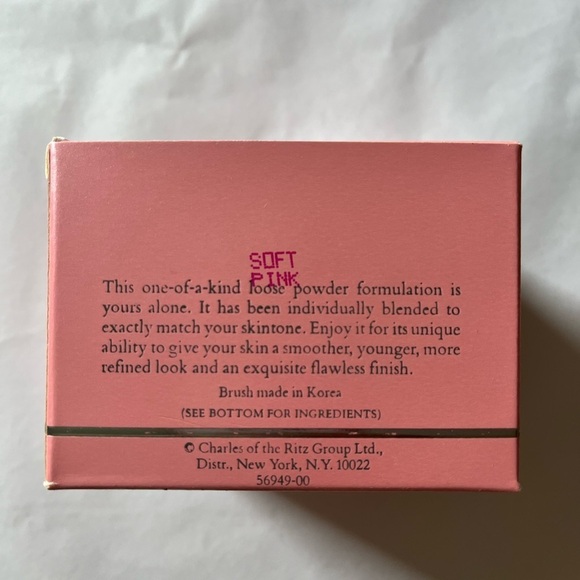 SOFT
PINK
This one-of-a-kind loose powder formulation is
yours alone. It has been individually blended to
exactly match your skintone. Enjoy it for its unique
ability to give your skin a smoother, younger, more
refined look and an exquisite flawless finish.
Brush made in Korea
(SEE BOTTOM FOR INGREDIENTS)
© Charles of the Ritz Group Ltd.,
Distr., New York, N.Y. 10022
56949-00